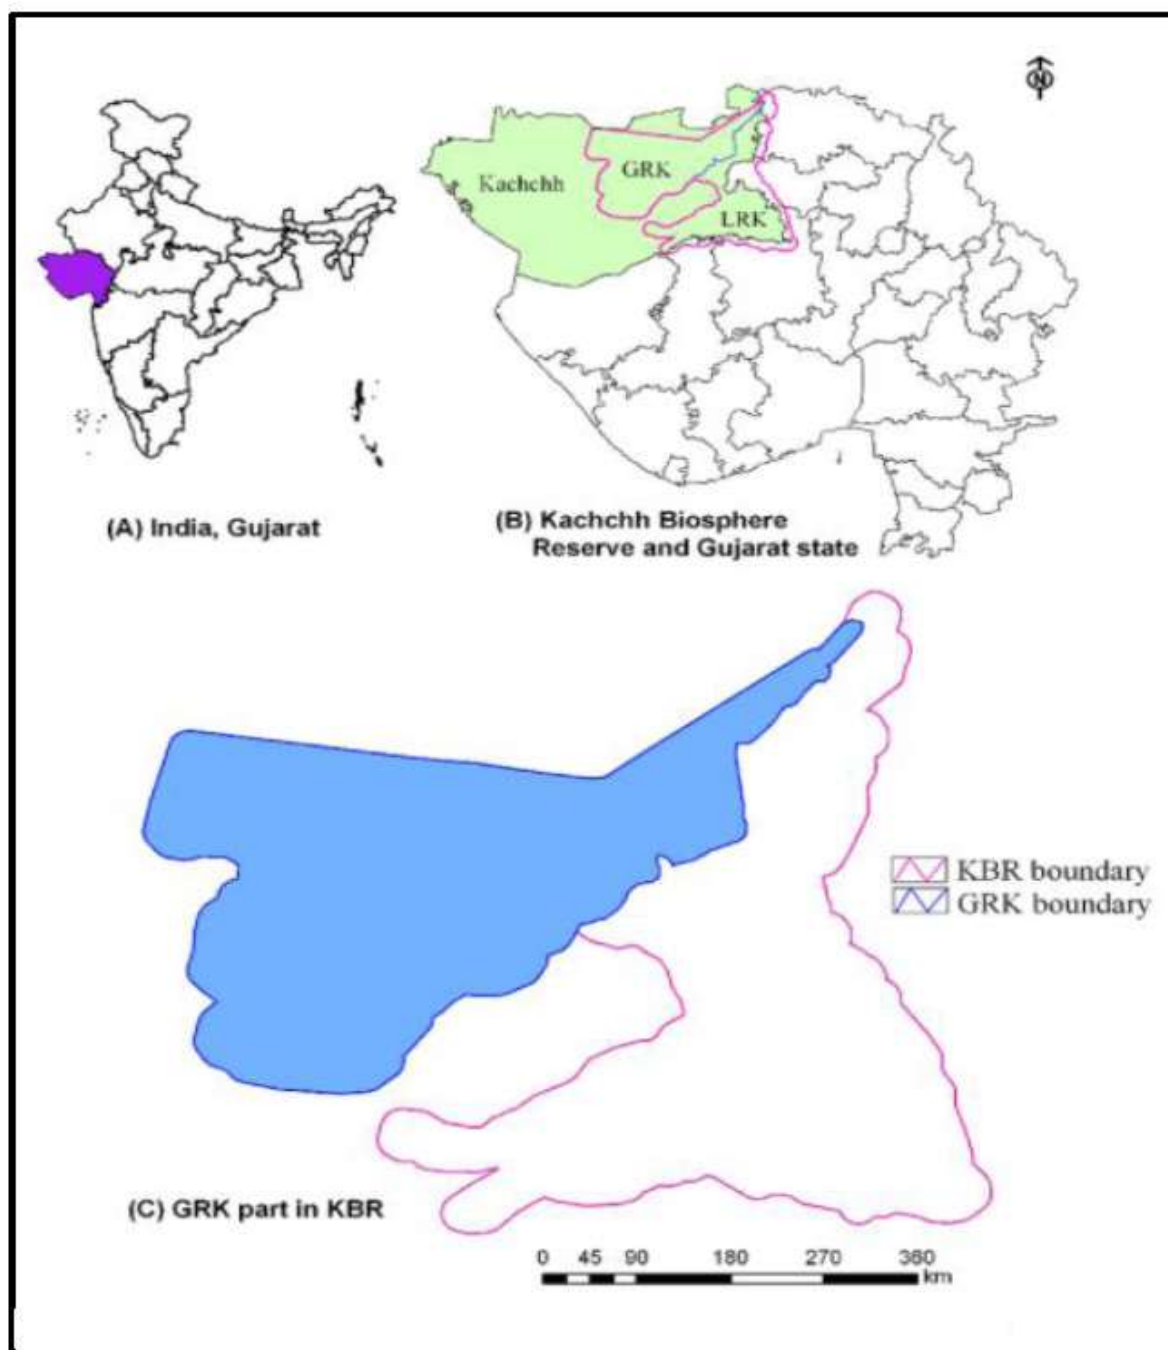 N
Kachchh
GRK
LRK
(A) India, Gujarat
(B) Kachchh Biosphere
Reserve and Gujarat state
KBR boundary
GRK boundary
(C) GRK part in KBR
0 45 90 180 270 360
km